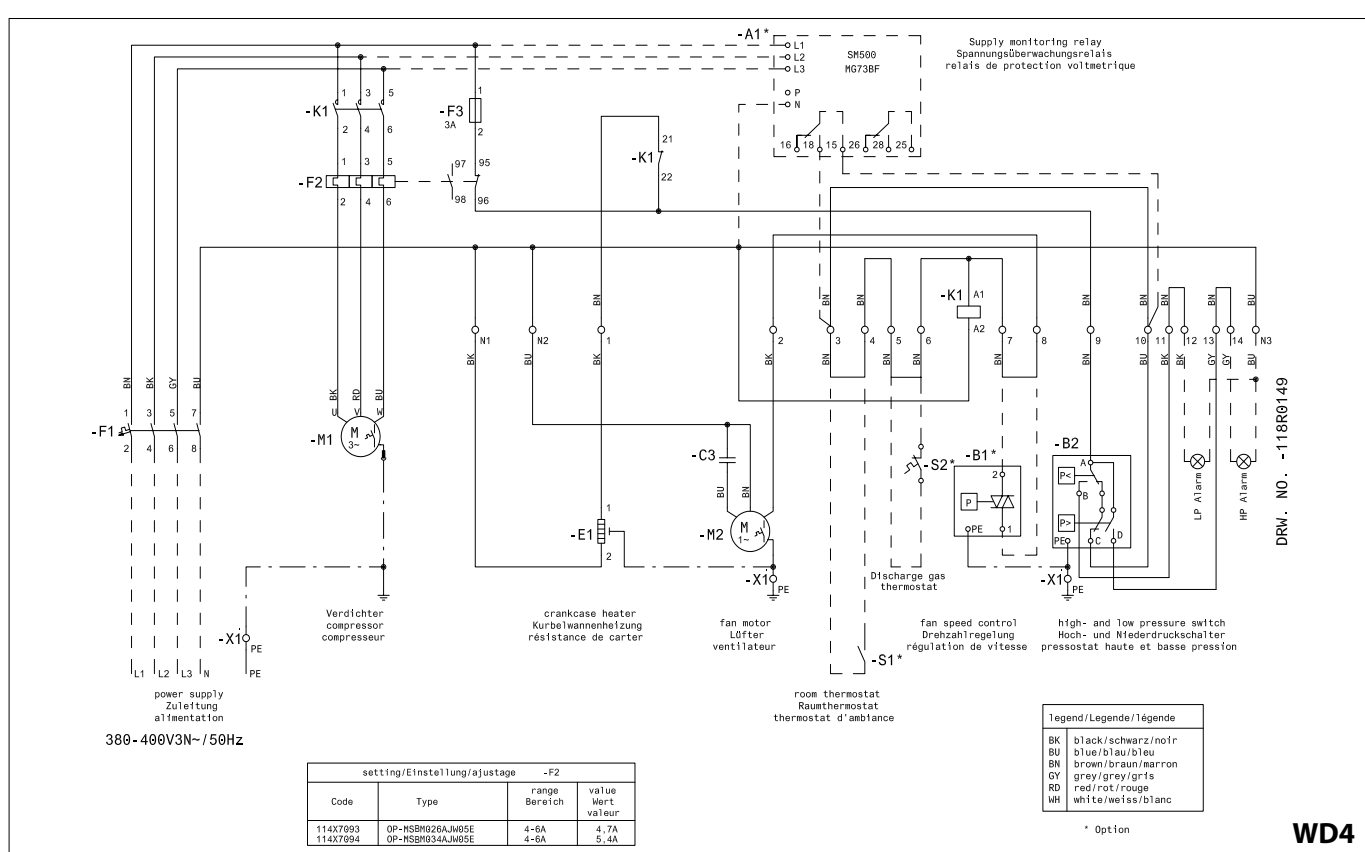 -A1*
L1
L2
L3
P
N
SM500
MG73BF
16 18 15 26 28 25
Supply monitoring relay
Spannungsüberwachungsrelais
relais de protection voltmetrique
-K1
1 3 5
2 4 6
-F3
3A
1
2
-F2
1 3 5
2 4 6
97 95
98 96
-K1
21
22
-K1
A1
A2
BN BN BN BN BN BN BN BN BN BN BN BU
N1 N2 1 2 3 4 5 6 7 8 9 10 11 12 13 14 N3
BK BU BK BK BN BN BN BN BN BU BK BK GY GY BU
BN BK GY BU
1 3 5 7
-F1
2 4 6 8
BK RD BU
U V W
-M1
M
3~
-C3
BU BN
-M2
M
1~
-E1
1
2
-S2*
-B1*
2
P
PE
1
-B2
A
P<
B
P>
PE
C
D
LP Alarm
HP Alarm
-X1
PE
-X1
PE
-X1
PE
-S1*
L1 L2 L3 N PE
power supply
Zuleitung
alimentation
380-400V3N~/50Hz
Verdichter
compressor
compresseur
crankcase heater
Kurbelwannenheizung
résistance de carter
fan motor
Lüfter
ventilateur
Discharge gas
thermostat
room thermostat
Raumthermostat
thermostat d'ambiance
fan speed control
Drehzahlregelung
régulation de vitesse
high- and low pressure switch
Hoch- und Niederdruckschalter
pressostat haute et basse pression
DRW. NO. -118R0149
setting/Einstellung/ajustage -F2
Code Type range Bereich value Wert valeur
114X7093 OP-MSBM026AJW05E 4-6A 4,7A
114X7094 OP-MSBM034AJW05E 4-6A 5,4A
legend/Legende/légende
BK black/schwarz/noir
BU blue/blau/bleu
BN brown/braun/marron
GY grey/grey/gris
RD red/rot/rouge
WH white/weiss/blanc
* Option
WD4